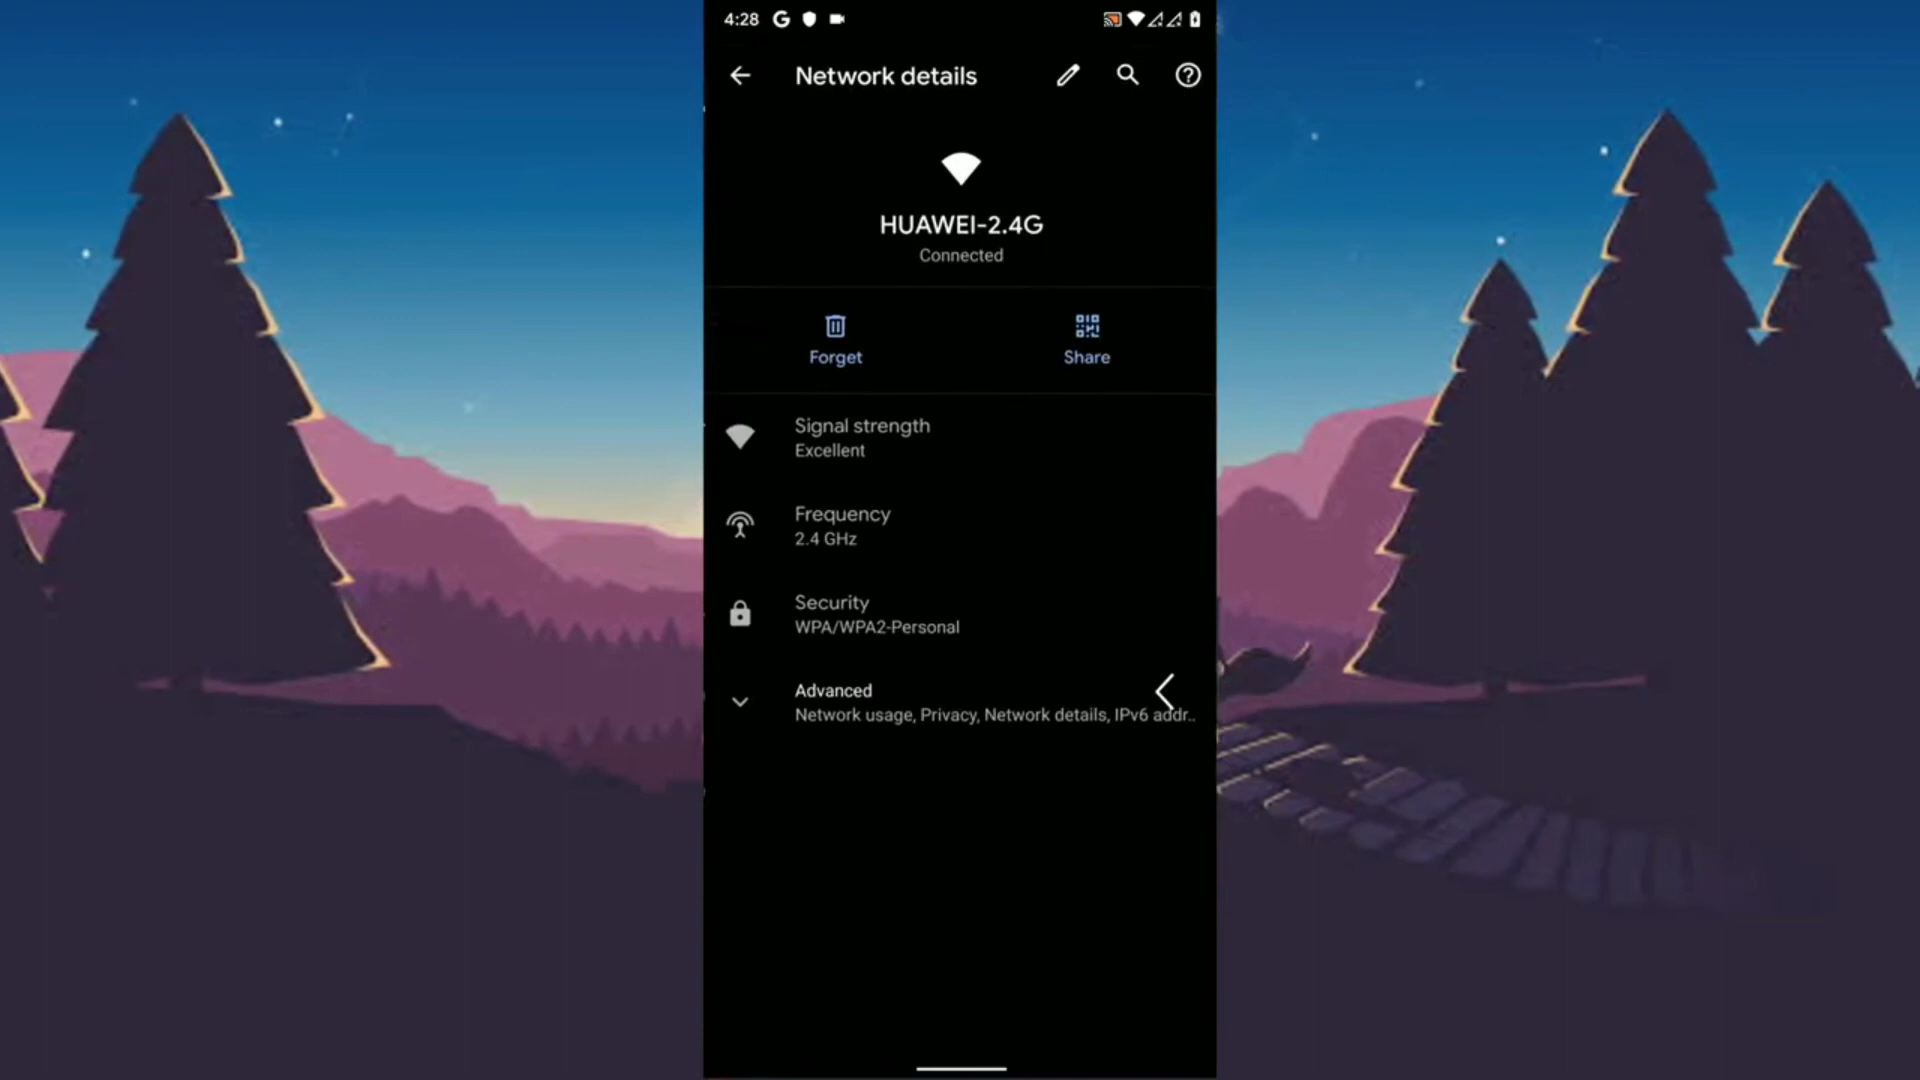 4:28
Network details
HUAWEI-2.4G
Connected
Forget
Share
Signal strength
Excellent
Frequency
2.4 GHz
Security
WPA/WPA2-Personal
Advanced
Network usage, Privacy, Network details, IPv6 addr..